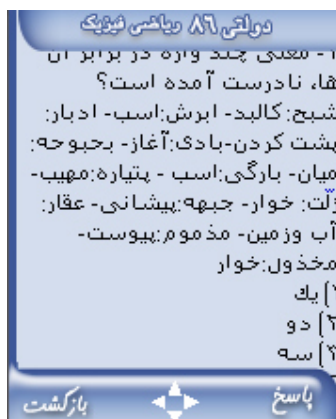 دولتی ۸۶ ریاضی فیزیک
۱- معنی چند واژه در برابر آن
ها، نادرست آمده است؟
شبح: کالبد- ابرش:اسب- ادبار:
پشت کردن-بادی:آغاز- بحبوحه:
میان- بارگی:اسب - پتیاره:مهیب-
زلت: خوار- جبهه:پیشانی- عقار:
آب وزمین- مذموم:پیوست-
مخذول:خوار
۱) یك
۲) دو
۳) سه
پاسخ
بازگشت